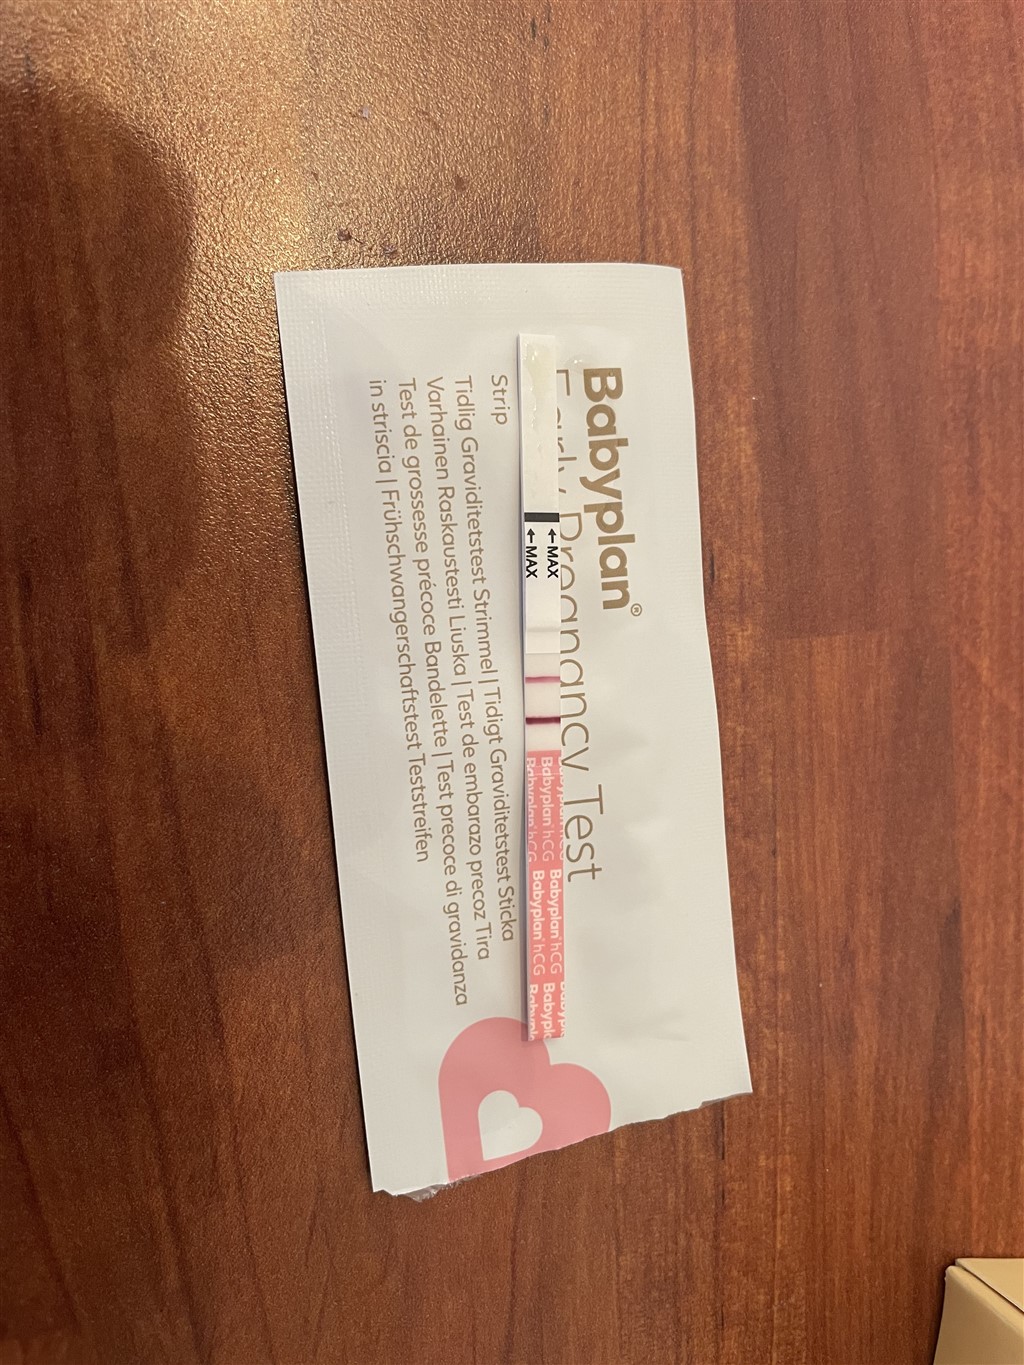 Babyplan®
Early Pregnancy Test
Strip
Tidlig Graviditetstest Strimmel | Tidigt Graviditetstest Sticka
Varhainen Raskaustesti Liuska | Test de embarazo precoz Tira
Test de grossesse précoce Bandelette | Test precoce di gravidanza
in striscia | Frühschwangerschaftstest Teststreifen
←MAX
←MAX
Babyplan hCG Babyplan hCG Babypl
Babyplan hCG Babyplan hCG Babypl